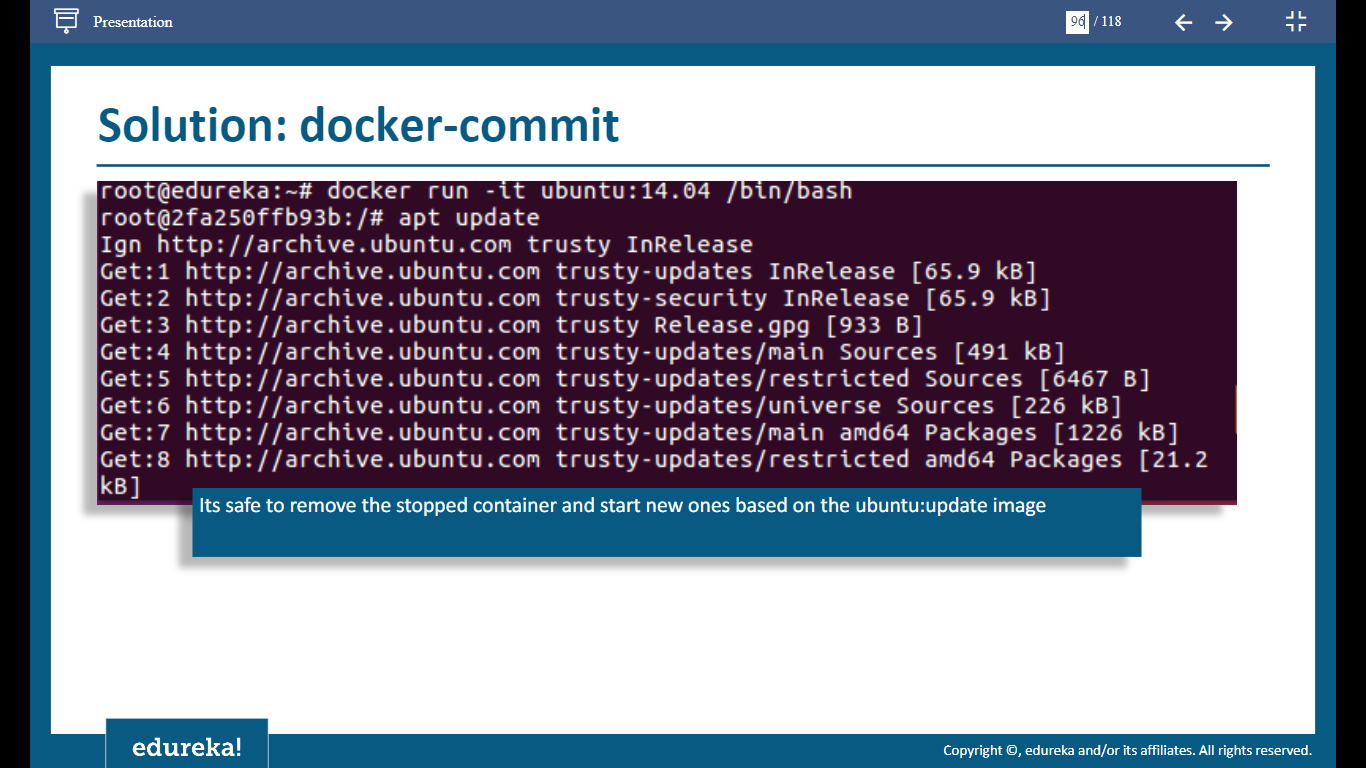 Presentation
96 / 118
Solution: docker-commit
root@edureka:~# docker run -it ubuntu:14.04 /bin/bash
root@2fa250ffb93b:/# apt update
Ign http://archive.ubuntu.com trusty InRelease
Get:1 http://archive.ubuntu.com trusty-updates InRelease [65.9 kB]
Get:2 http://archive.ubuntu.com trusty-security InRelease [65.9 kB]
Get:3 http://archive.ubuntu.com trusty Release.gpg [933 B]
Get:4 http://archive.ubuntu.com trusty-updates/main Sources [491 kB]
Get:5 http://archive.ubuntu.com trusty-updates/restricted Sources [6467 B]
Get:6 http://archive.ubuntu.com trusty-updates/universe Sources [226 kB]
Get:7 http://archive.ubuntu.com trusty-updates/main amd64 Packages [1226 kB]
Get:8 http://archive.ubuntu.com trusty-updates/restricted amd64 Packages [21.2
kB]
Its safe to remove the stopped container and start new ones based on the ubuntu:update image
edureka!
Copyright ©, edureka and/or its affiliates. All rights reserved.